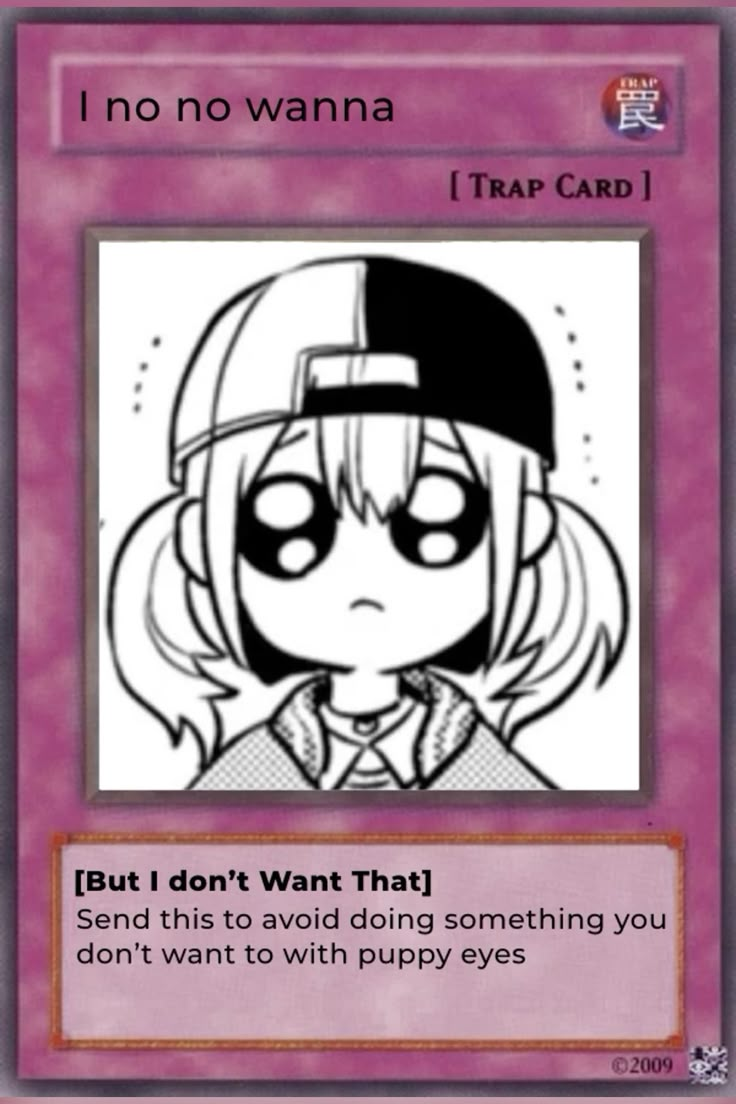 I no no wanna
TRAP
罠
[ TRAP CARD ]
[But I don’t Want That]
Send this to avoid doing something you
don’t want to with puppy eyes
©2009